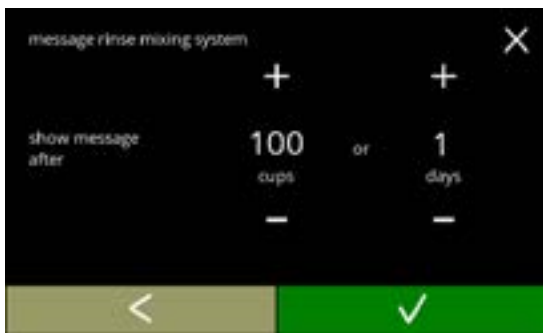 message rinse mixing system
+ +
show message
after
100 or 1
cups days
- -